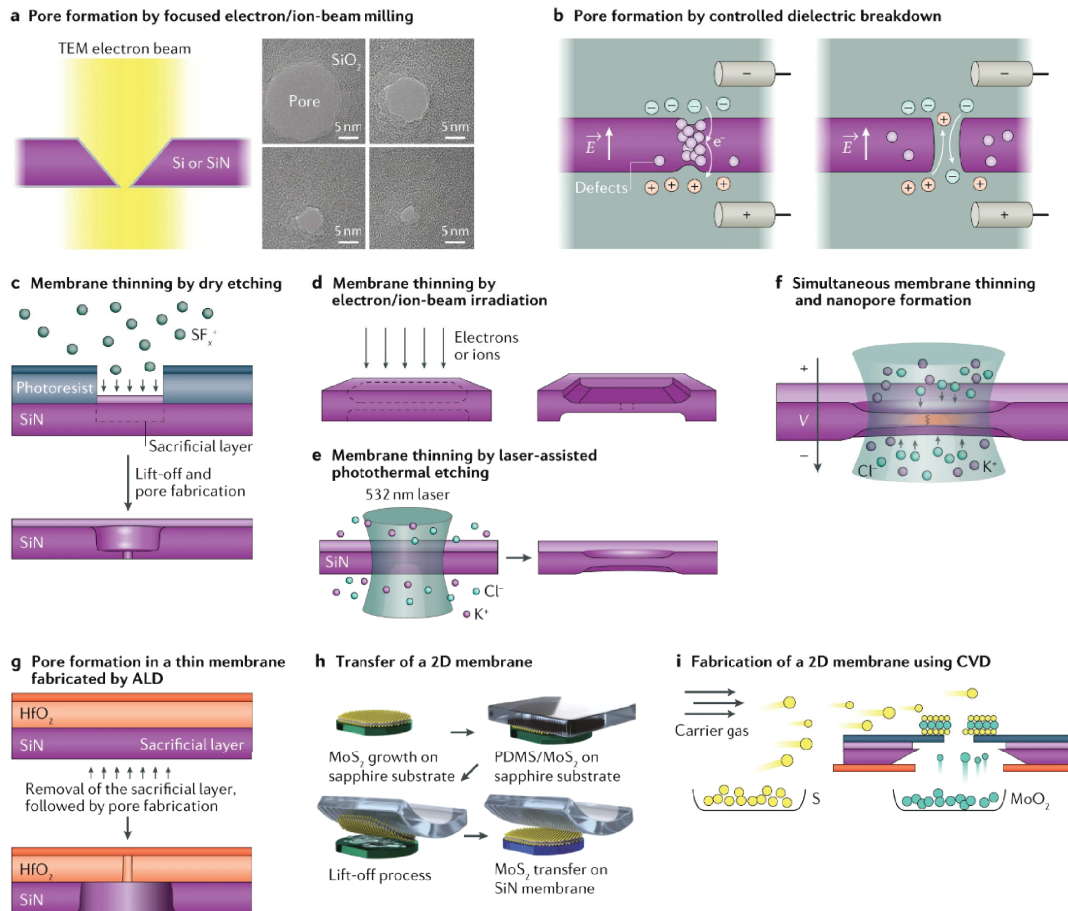 a Pore formation by focused electron/ion-beam milling
TEM electron beam
Si or SiN
SiO₂
Pore
5 nm
5 nm
5 nm
5 nm
b Pore formation by controlled dielectric breakdown
−
− − − −
E
e⁻
Defects
+ + + +
+
−
− − − −
+
E
−
+ + +
+
c Membrane thinning by dry etching
SFₓ⁺
Photoresist
SiN
Sacrificial layer
Lift-off and
pore fabrication
SiN
d Membrane thinning by
electron/ion-beam irradiation
Electrons
or ions
e Membrane thinning by laser-assisted
photothermal etching
532 nm laser
SiN
Cl⁻
K⁺
f Simultaneous membrane thinning
and nanopore formation
+
V
−
Cl⁻
K⁺
g Pore formation in a thin membrane
fabricated by ALD
HfO₂
SiN
Sacrificial layer
Removal of the sacrificial layer,
followed by pore fabrication
HfO₂
SiN
h Transfer of a 2D membrane
MoS₂ growth on
sapphire substrate
PDMS/MoS₂ on
sapphire substrate
Lift-off process
MoS₂ transfer on
SiN membrane
i Fabrication of a 2D membrane using CVD
Carrier gas
S
MoO₂